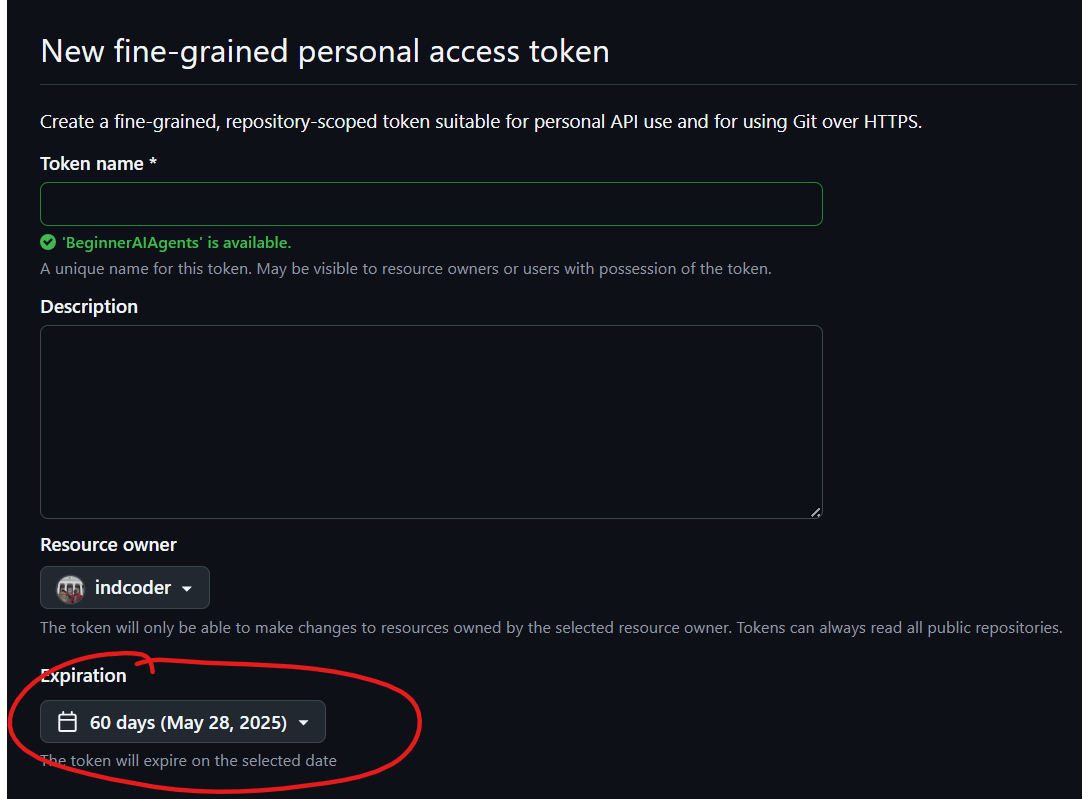 New fine-grained personal access token
Create a fine-grained, repository-scoped token suitable for personal API use and for using Git over HTTPS.
Token name *
'BeginnerAIAgents' is available.
A unique name for this token. May be visible to resource owners or users with possession of the token.
Description
Resource owner
indcoder
The token will only be able to make changes to resources owned by the selected resource owner. Tokens can always read all public repositories.
Expiration
60 days (May 28, 2025)
The token will expire on the selected date